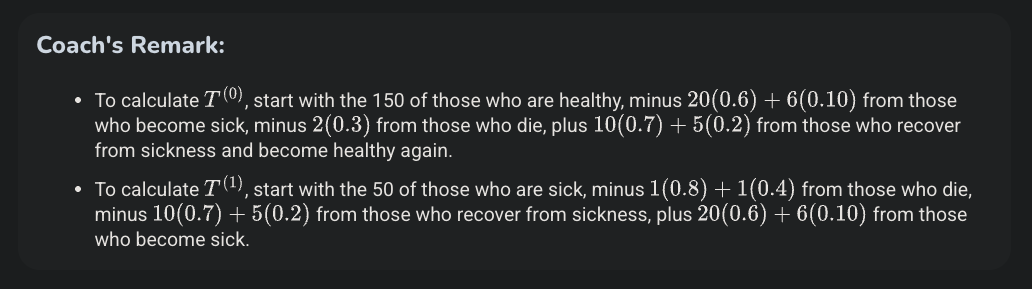 Coach's Remark:
• To calculate T^(0), start with the 150 of those who are healthy, minus 20(0.6) + 6(0.10) from those
who become sick, minus 2(0.3) from those who die, plus 10(0.7) + 5(0.2) from those who recover
from sickness and become healthy again.
• To calculate T^(1), start with the 50 of those who are sick, minus 1(0.8) + 1(0.4) from those who die,
minus 10(0.7) + 5(0.2) from those who recover from sickness, plus 20(0.6) + 6(0.10) from those
who become sick.